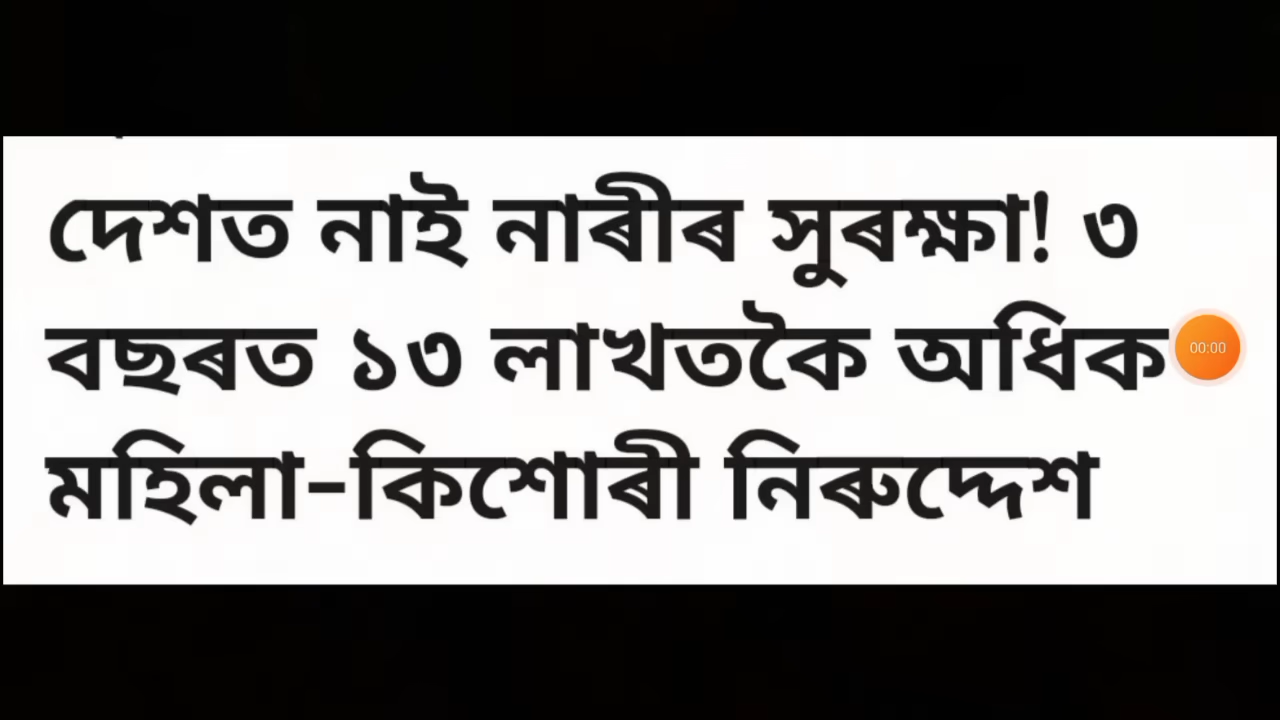 দেশত নাই নাৰীৰ সুৰক্ষা! ৩
বছৰত ১৩ লাখতকৈ অধিক
00:00
মহিলা-কিশোৰী নিৰুদ্দেশ